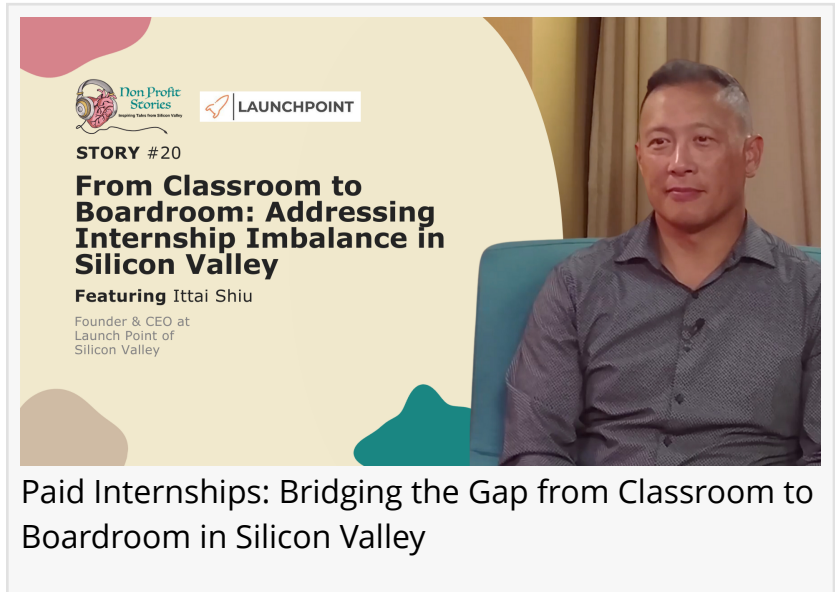 Non Profit
Stories
Inspiring Tales from Silicon Valley
LAUNCHPOINT
STORY #20
From Classroom to
Boardroom: Addressing
Internship Imbalance in
Silicon Valley
Featuring Ittai Shiu
Founder & CEO at
Launch Point of
Silicon Valley
Paid Internships: Bridging the Gap from Classroom to
Boardroom in Silicon Valley